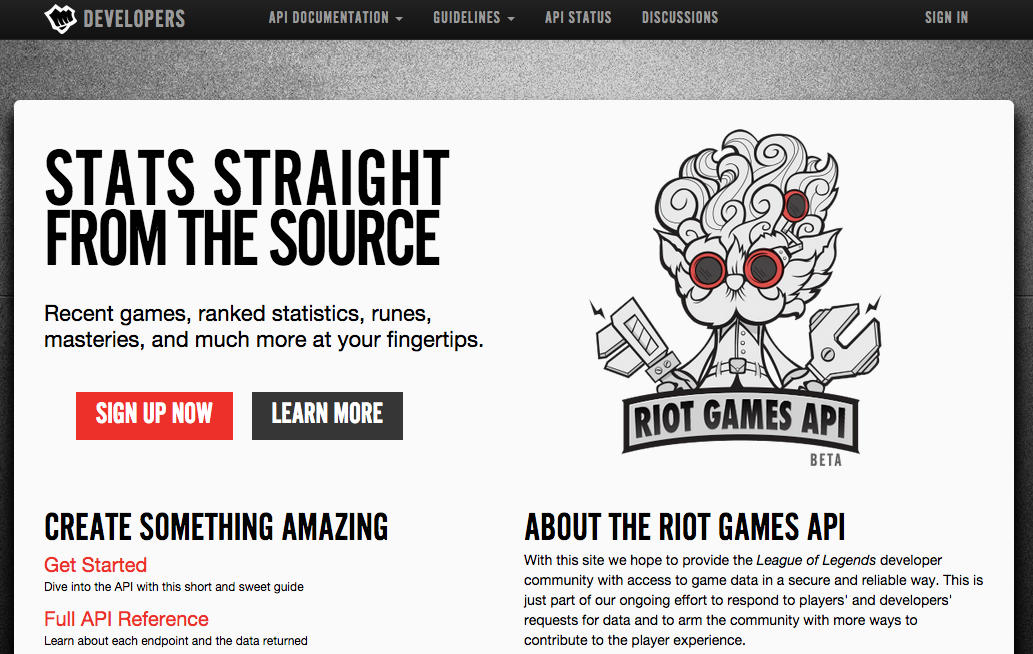 DEVELOPERS
API DOCUMENTATION
GUIDELINES
API STATUS
DISCUSSIONS
SIGN IN
STATS STRAIGHT
FROM THE SOURCE
Recent games, ranked statistics, runes,
masteries, and much more at your fingertips.
SIGN UP NOW
LEARN MORE
RIOT GAMES API
BETA
CREATE SOMETHING AMAZING
Get Started
Dive into the API with this short and sweet guide
Full API Reference
Learn about each endpoint and the data returned
ABOUT THE RIOT GAMES API
With this site we hope to provide the League of Legends developer
community with access to game data in a secure and reliable way. This is
just part of our ongoing effort to respond to players' and developers'
requests for data and to arm the community with more ways to
contribute to the player experience.